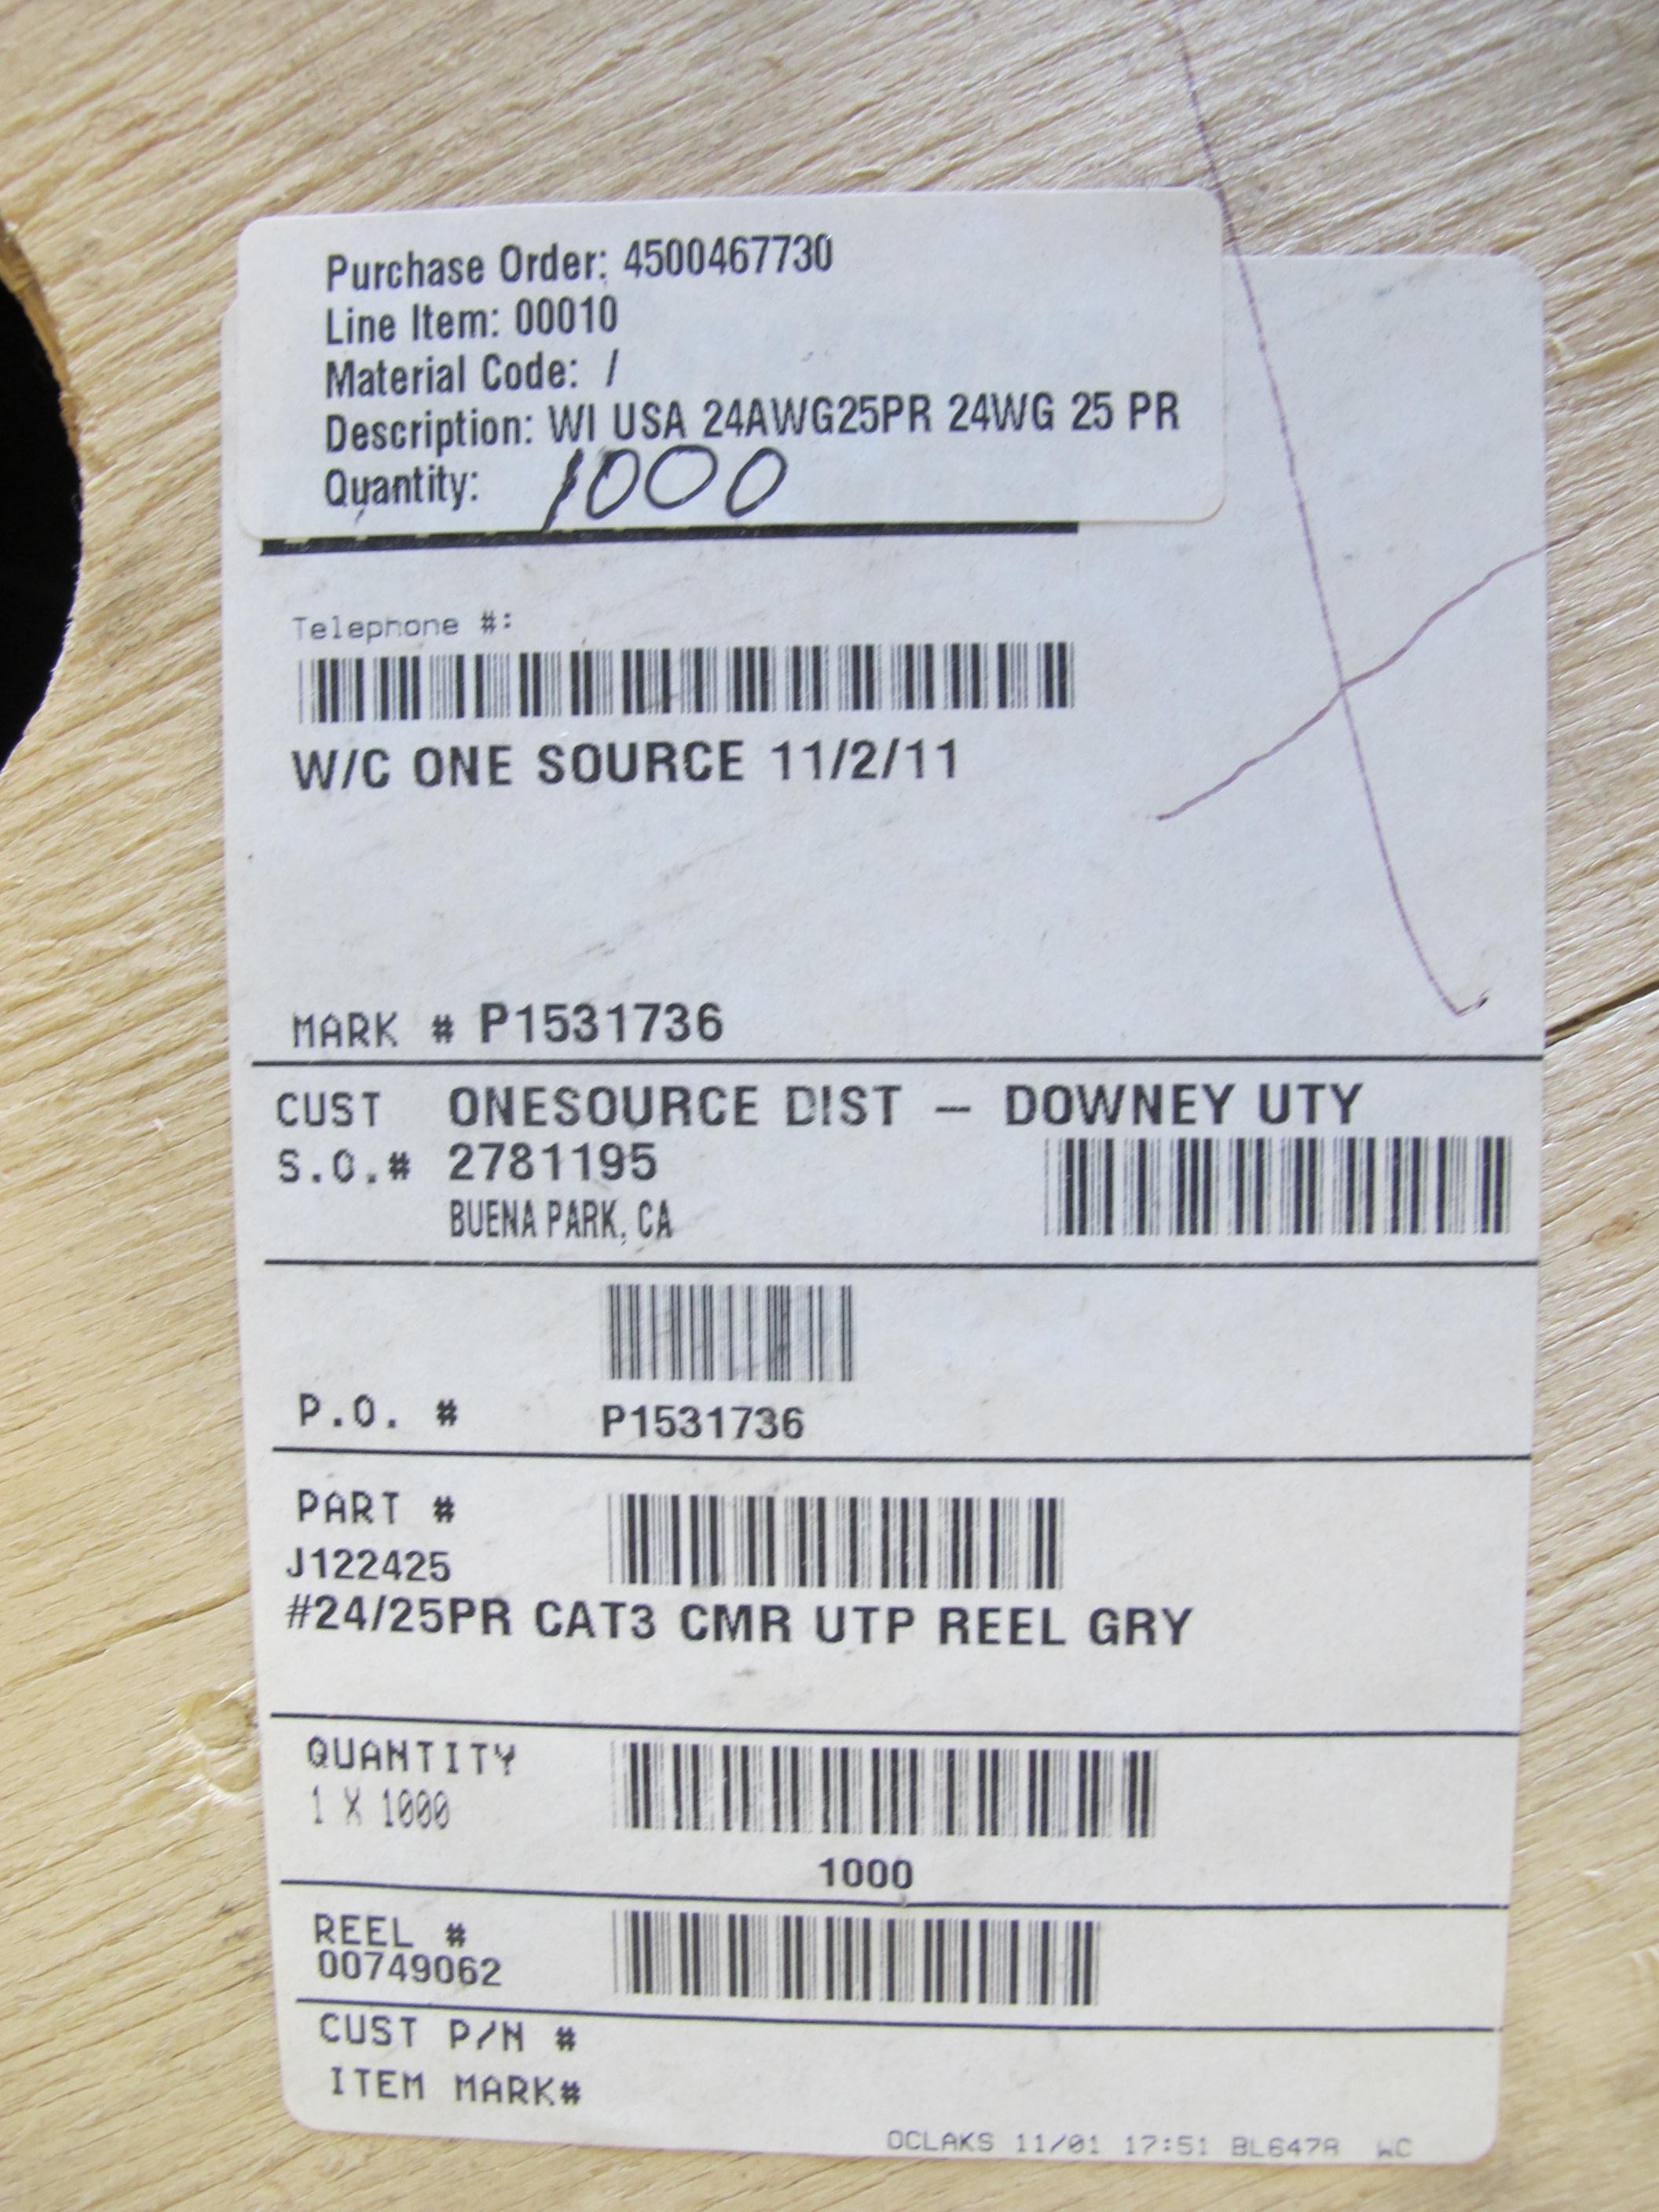 Purchase Order: 4500467730
Line Item: 00010
Material Code: /
Description: WI USA 24AWG25PR 24WG 25 PR
Quantity: 1000
Telephone #:
W/C ONE SOURCE 11/2/11
MARK # P1531736
CUST ONESOURCE DIST – DOWNEY UTY
S.O.# 2781195
BUENA PARK, CA
P.O. # P1531736
PART #
J122425
#24/25PR CAT3 CMR UTP REEL GRY
QUANTITY
1 X 1000
1000
REEL #
00749062
CUST P/N #
ITEM MARK#
OCLAKS 11/01 17:51 BL647A WC